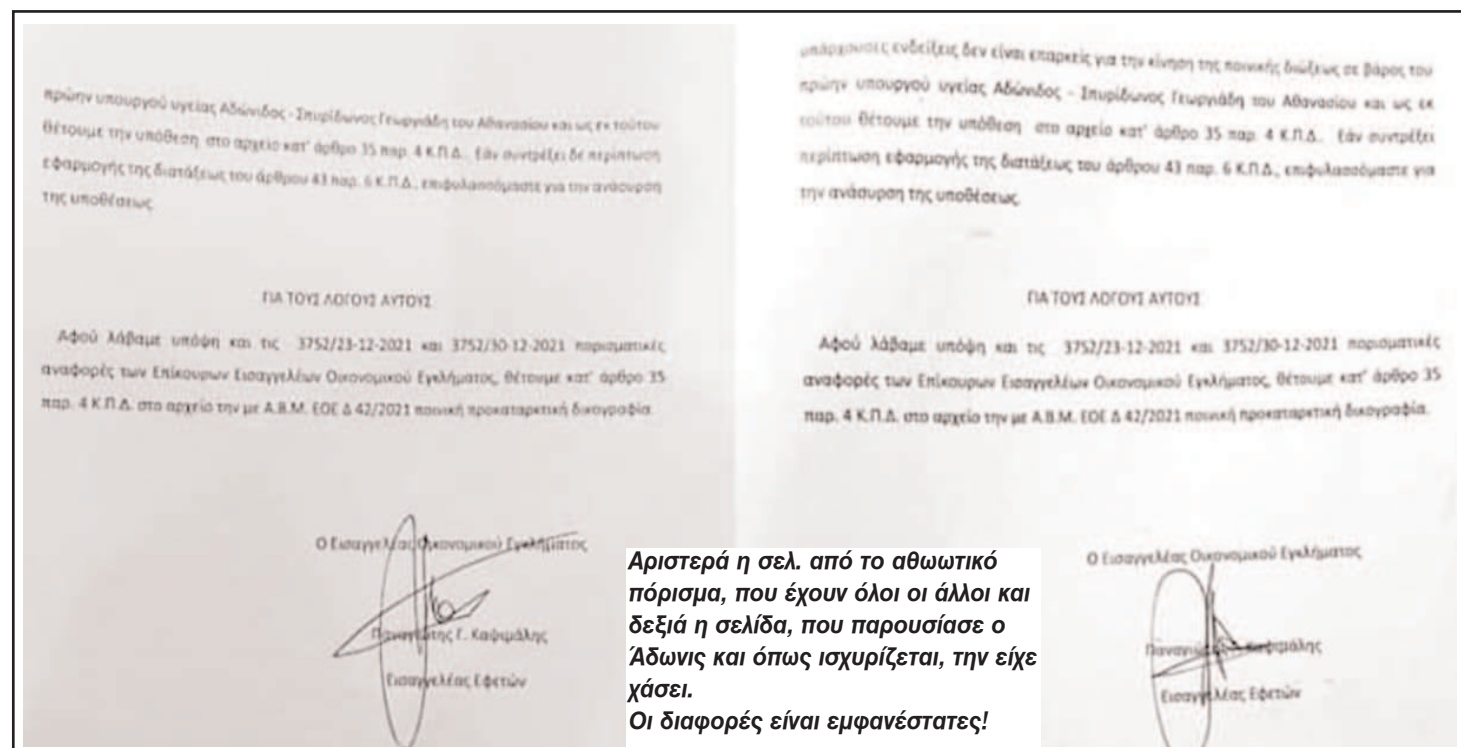 πρώην υπουργού υγείας Αδώνιδος - Σπυρίδωνος Γεωργιάδη του Αθανασίου και ως εκ τούτου
θέτουμε την υπόθεση στο αρχείο κατ' άρθρο 35 παρ. 4 Κ.Π.Δ.. Εάν συντρέξει δε περίπτωση
εφαρμογής της διατάξεως του άρθρου 43 παρ. 6 Κ.Π.Δ., επιφυλασσόμαστε για την ανάσυρση
της υποθέσεως.
ΓΙΑ ΤΟΥΣ ΛΟΓΟΥΣ ΑΥΤΟΥΣ
Αφού λάβαμε υπόψη και τις 3752/23-12-2021 και 3752/30-12-2021 πορισματικές
αναφορές των Επίκουρων Εισαγγελέων Οικονομικού Εγκλήματος, θέτουμε κατ' άρθρο 35
παρ. 4 Κ.Π.Δ. στο αρχείο την με Α.Β.Μ. ΕΟΕ Δ 42/2021 ποινική προκαταρκτική δικογραφία.
Ο Εισαγγελέας Οικονομικού Εγκλήματος
Παναγιώτης Γ. Καψιμάλης
Εισαγγελέας Εφετών
υπάρχουσες ενδείξεις δεν είναι επαρκείς για την κίνηση της ποινικής διώξεως σε βάρος του
πρώην υπουργού υγείας Αδώνιδος - Σπυρίδωνος Γεωργιάδη του Αθανασίου και ως εκ
τούτου θέτουμε την υπόθεση στο αρχείο κατ' άρθρο 35 παρ. 4 Κ.Π.Δ.. Εάν συντρέξει
περίπτωση εφαρμογής της διατάξεως του άρθρου 43 παρ. 6 Κ.Π.Δ., επιφυλασσόμαστε για
την ανάσυρση της υποθέσεως.
ΓΙΑ ΤΟΥΣ ΛΟΓΟΥΣ ΑΥΤΟΥΣ
Αφού λάβαμε υπόψη και τις 3752/23-12-2021 και 3752/30-12-2021 πορισματικές
αναφορές των Επίκουρων Εισαγγελέων Οικονομικού Εγκλήματος, θέτουμε κατ' άρθρο 35
παρ. 4 Κ.Π.Δ. στο αρχείο την με Α.Β.Μ. ΕΟΕ Δ 42/2021 ποινική προκαταρκτική δικογραφία.
Ο Εισαγγελέας Οικονομικού Εγκλήματος
Καψιμάλης
Εισαγγελέας Εφετών
Αριστερά η σελ. από το αθωωτικό
πόρισμα, που έχουν όλοι οι άλλοι και
δεξιά η σελίδα, που παρουσίασε ο
Άδωνις και όπως ισχυρίζεται, την είχε
χάσει.
Οι διαφορές είναι εμφανέστατες!